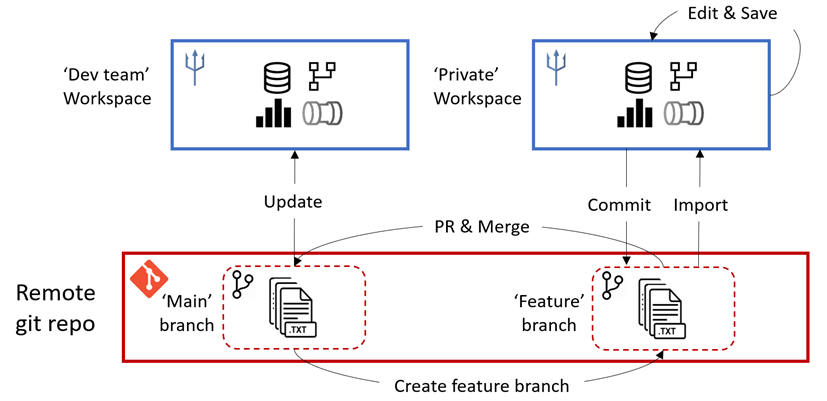 Edit & Save
‘Dev team’
Workspace
‘Private’
Workspace
Update
Commit
Import
PR & Merge
Remote
git repo
‘Main’
branch
.TXT
‘Feature’
branch
.TXT
Create feature branch